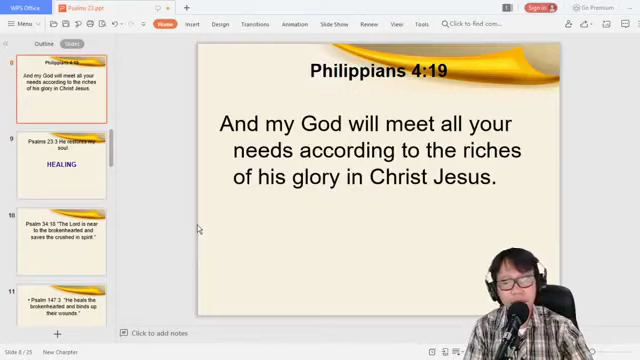 WPS Office
Psalms 23.ppt
Sign in
Go Premium
Menu
Home
Insert
Design
Transitions
Animation
Slide Show
Review
View
Tools
Click to find com...
Outline
Slides
Philippians 4:19
And my God will meet all your
needs according to the riches
of his glory in Christ Jesus.
9
Psalms 23:3 He restores my
soul.
HEALING
10
Psalm 34:18 "The Lord is near
to the brokenhearted and
saves the crushed in spirit."
11
• Psalm 147:3 "He heals the
brokenhearted and binds up
their wounds."
Philippians 4:19
And my God will meet all your
needs according to the riches
of his glory in Christ Jesus.
Click to add notes
Slide 8 / 25
New Charpter